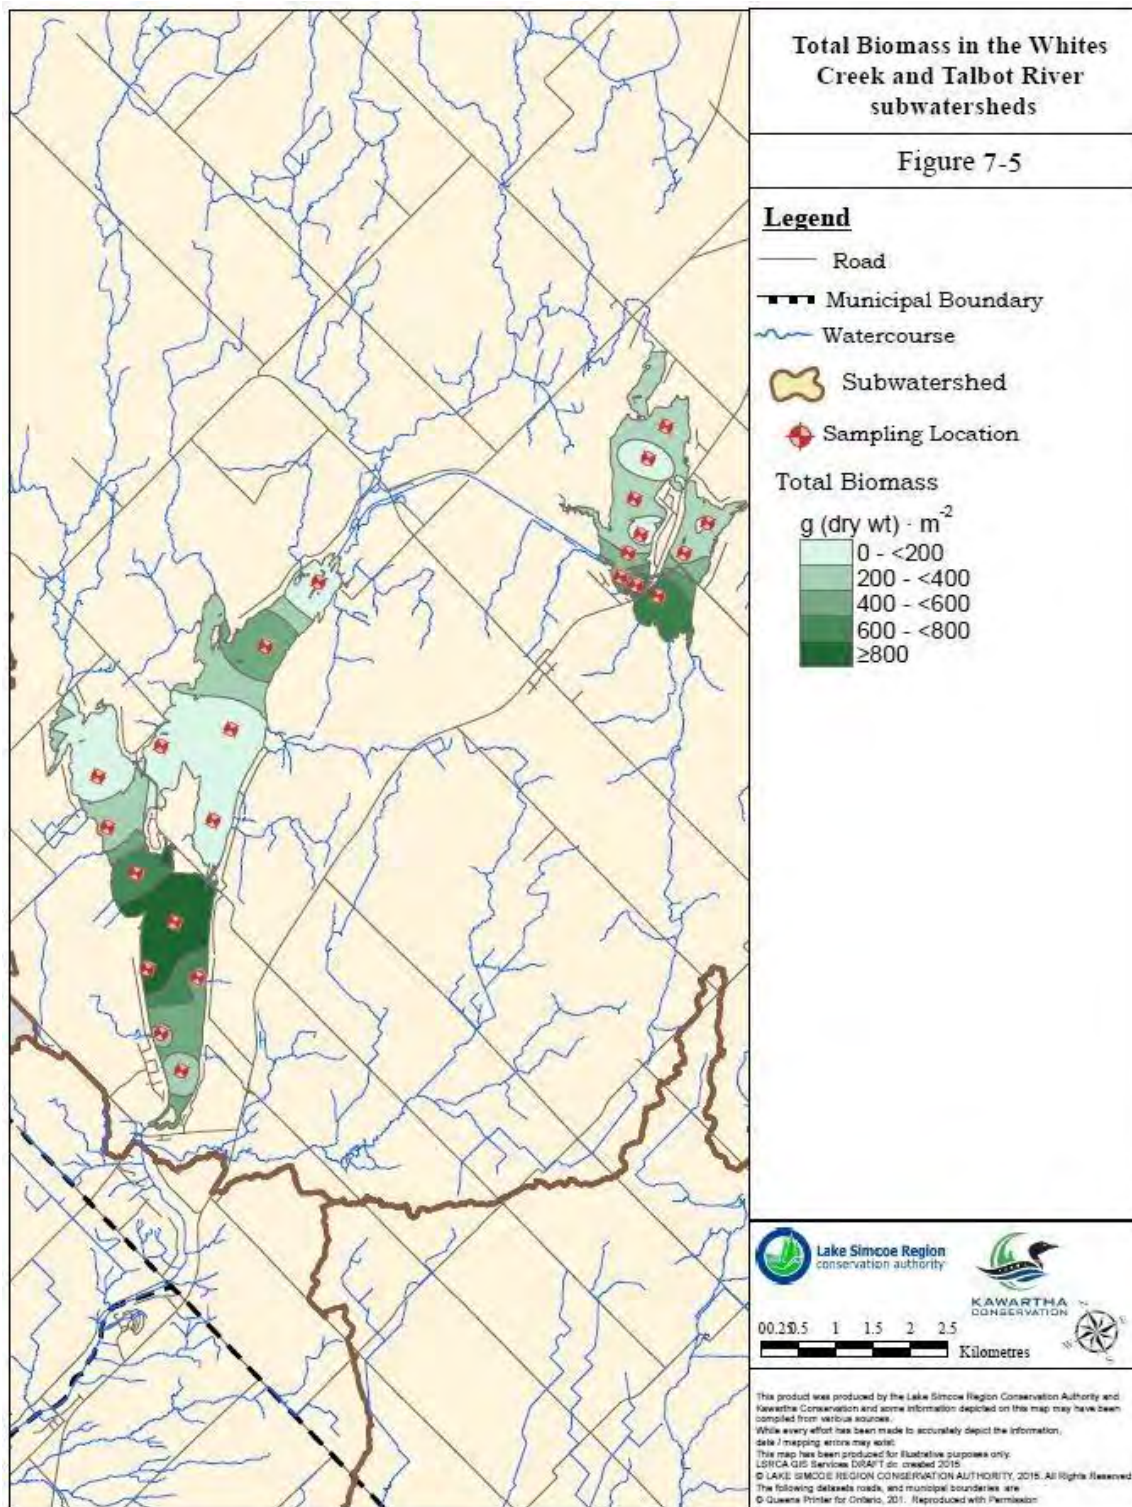 Total Biomass in the Whites
Creek and Talbot River
subwatersheds
Figure 7-5
Legend
Road
Municipal Boundary
Watercourse
Subwatershed
Sampling Location
Total Biomass
g (dry wt) · m-2
0 - <200
200 - <400
400 - <600
600 - <800
≥800
Lake Simcoe Region
conservation authority
KAWARTHA
CONSERVATION
N
E
W
S
0 0.25 0.5 1 1.5 2 2.5
Kilometres
This product was produced by the Lake Simcoe Region Conservation Authority and
Kawartha Conservation and some information depicted on this map may have been
compiled from various sources.
While every effort has been made to accurately depict the information,
data / mapping errors may exist.
This map has been produced for illustrative purposes only.
LSRCA GIS Services DRAFT dc created 2015
© LAKE SIMCOE REGION CONSERVATION AUTHORITY, 2015. All Rights Reserved
The following datasets roads, and municipal boundaries are
© Queens Printer for Ontario, 201. Reproduced with Permission